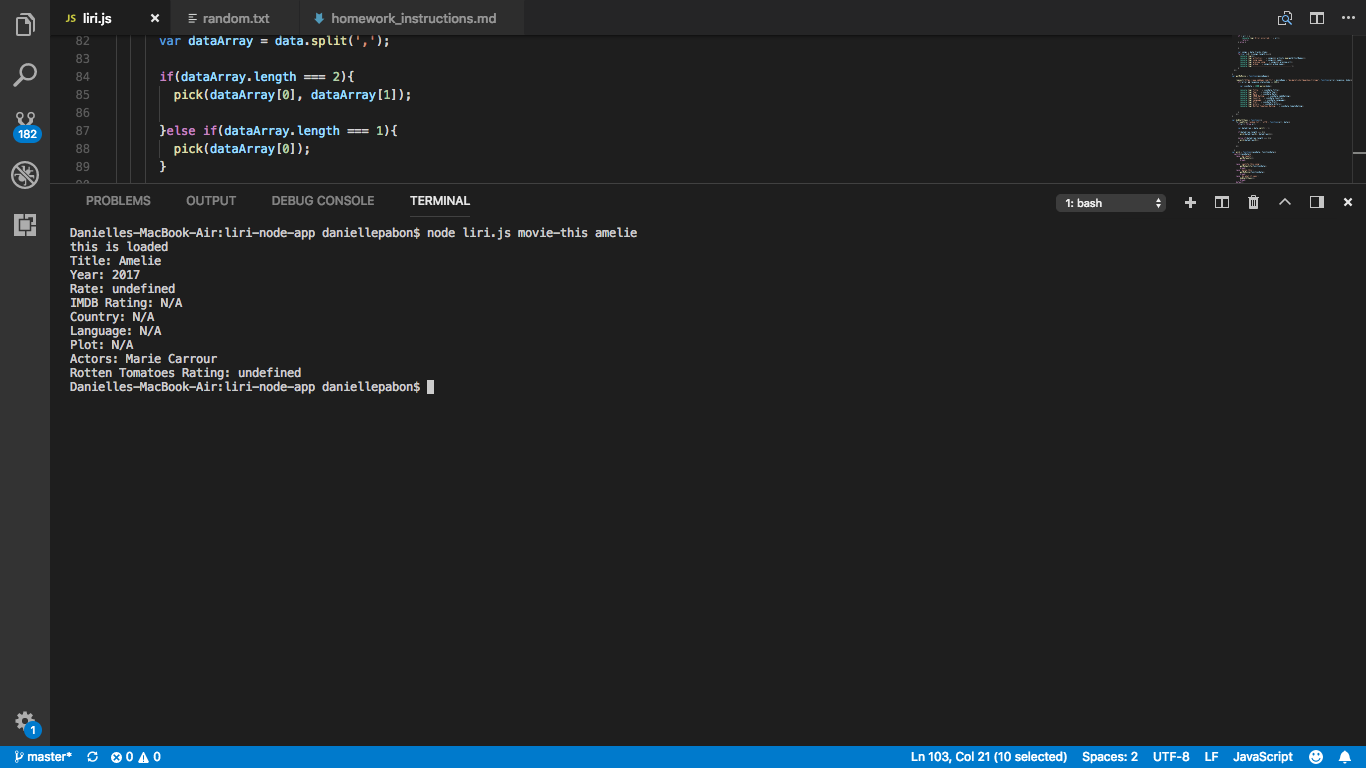 JS liri.js × random.txt homework_instructions.md
82 var dataArray = data.split(',');
83
84 if(dataArray.length === 2){
85 pick(dataArray[0], dataArray[1]);
86
87 }else if(dataArray.length === 1){
88 pick(dataArray[0]);
89 }
182
PROBLEMS OUTPUT DEBUG CONSOLE TERMINAL 1: bash
Danielles-MacBook-Air:liri-node-app daniellepabon$ node liri.js movie-this amelie
this is loaded
Title: Amelie
Year: 2017
Rate: undefined
IMDB Rating: N/A
Country: N/A
Language: N/A
Plot: N/A
Actors: Marie Carrour
Rotten Tomatoes Rating: undefined
Danielles-MacBook-Air:liri-node-app daniellepabon$
1
master* 0 0 Ln 103, Col 21 (10 selected) Spaces: 2 UTF-8 LF JavaScript